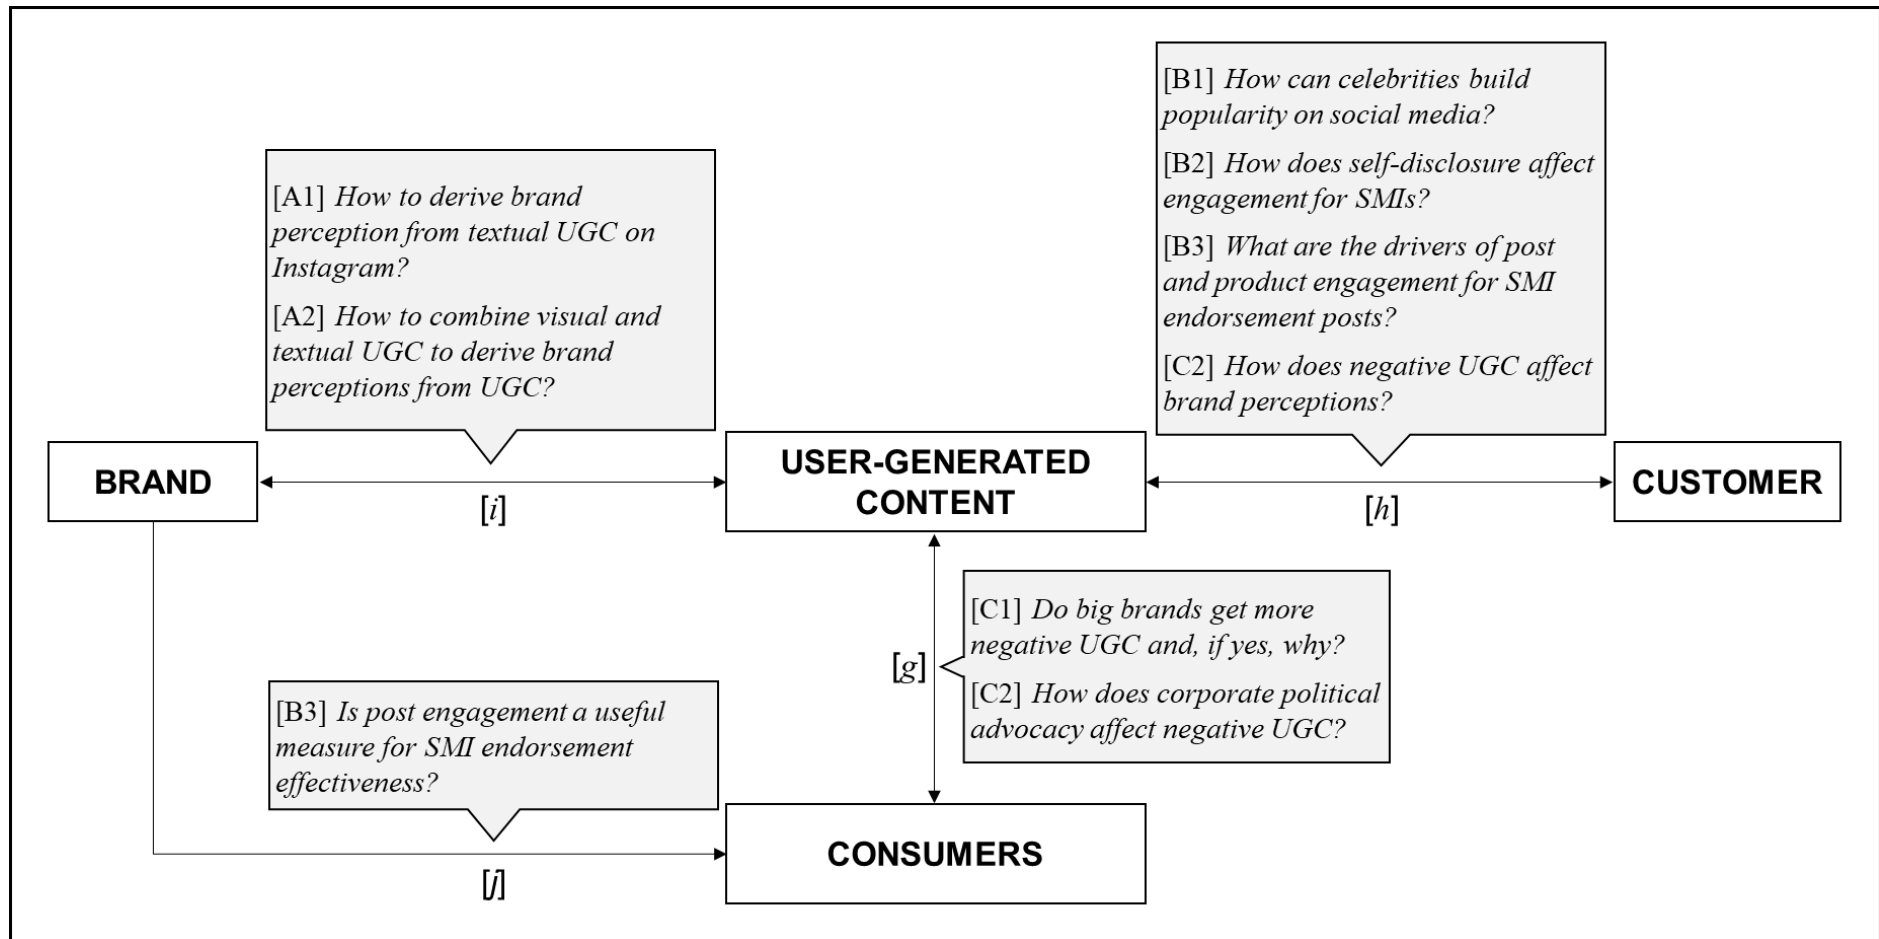 [A1] How to derive brand
perception from textual UGC on
Instagram?
[A2] How to combine visual and
textual UGC to derive brand
perceptions from UGC?
[B1] How can celebrities build
popularity on social media?
[B2] How does self-disclosure affect
engagement for SMIs?
[B3] What are the drivers of post
and product engagement for SMI
endorsement posts?
[C2] How does negative UGC affect
brand perceptions?
BRAND
[i]
USER-GENERATED
CONTENT
[h]
CUSTOMER
[g]
[C1] Do big brands get more
negative UGC and, if yes, why?
[C2] How does corporate political
advocacy affect negative UGC?
[B3] Is post engagement a useful
measure for SMI endorsement
effectiveness?
[j]
CONSUMERS